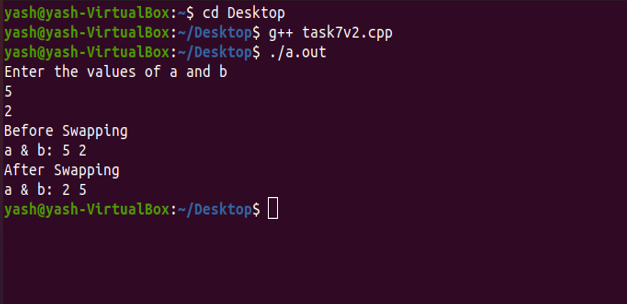 yash@yash-VirtualBox:~$ cd Desktop
yash@yash-VirtualBox:~/Desktop$ g++ task7v2.cpp
yash@yash-VirtualBox:~/Desktop$ ./a.out
Enter the values of a and b
5
2
Before Swapping
a & b: 5 2
After Swapping
a & b: 2 5
yash@yash-VirtualBox:~/Desktop$